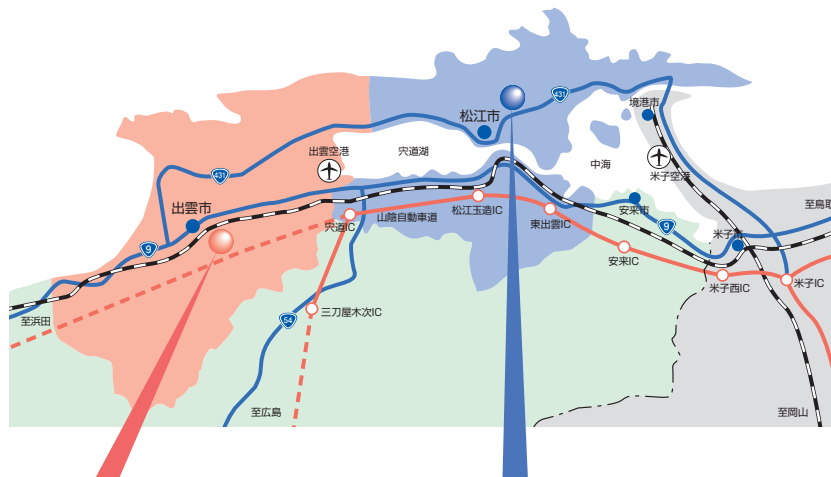 431
松江市
境港市
出雲空港
宍道湖
中海
米子空港
431
出雲市
安来市
至鳥取
宍道IC
山陰自動車道
松江玉造IC
東出雲IC
9
米子市
9
安来IC
米子西IC
米子IC
至浜田
54
三刀屋木次IC
至広島
至岡山